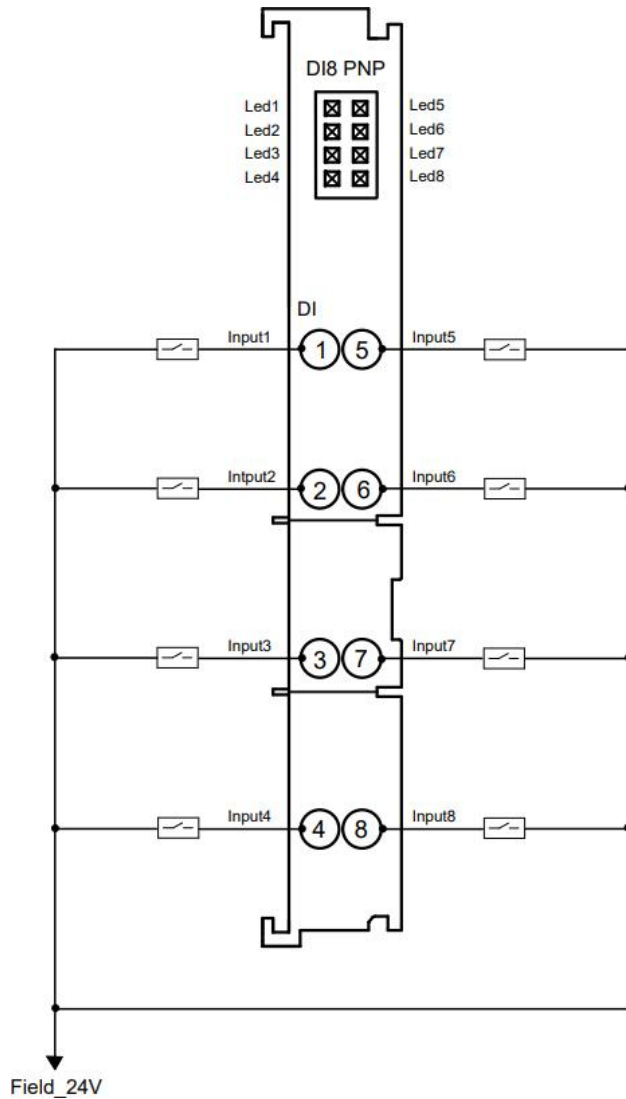 DI8 PNP
Led1 Led5
Led2 Led6
Led3 Led7
Led4 Led8
DI
Input1 1 5 Input5
Intput2 2 6 Input6
Input3 3 7 Input7
Input4 4 8 Input8
Field_24V